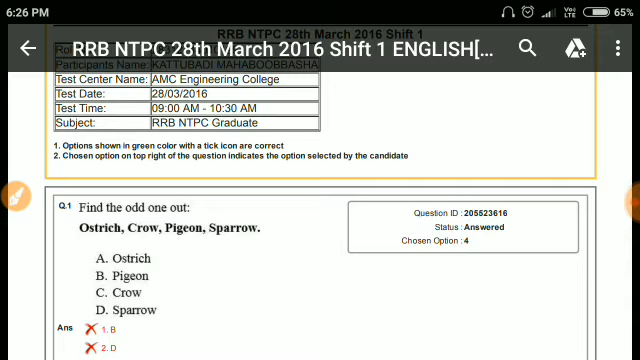 6:26 PM
Vo)) LTE
65%
RRB NTPC 28th March 2016 Shift 1
RRB NTPC 28th March 2016 Shift 1 ENGLISH[...
Participants Name: KATTUBADI MAHABOOBBASHA
Test Center Name: AMC Engineering College
Test Date: 28/03/2016
Test Time: 09:00 AM - 10:30 AM
Subject: RRB NTPC Graduate
1. Options shown in green color with a tick icon are correct
2. Chosen option on top right of the question indicates the option selected by the candidate
Q.1 Find the odd one out:
Ostrich, Crow, Pigeon, Sparrow.
Question ID : 205523616
Status : Answered
Chosen Option : 4
A. Ostrich
B. Pigeon
C. Crow
D. Sparrow
Ans 1. B
2. D